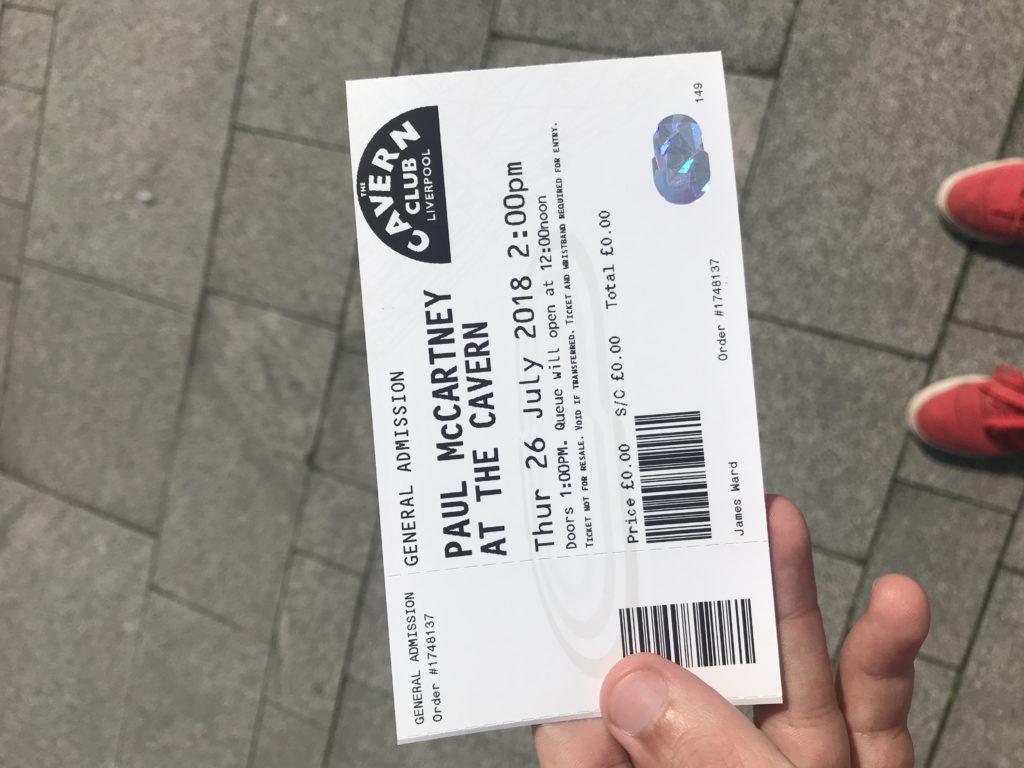 GENERAL ADMISSION
Order #1748137
THE
CAVERN
CLUB
LIVERPOOL
GENERAL ADMISSION
PAUL McCARTNEY
AT THE CAVERN
Thur 26 July 2018 2:00pm
Doors 1:00PM. Queue will open at 12:00noon
TICKET NOT FOR RESALE. VOID IF TRANSFERRED. TICKET AND WRISTBAND REQUIRED FOR ENTRY.
Price £0.00 S/C £0.00 Total £0.00
James Ward Order #1748137 149